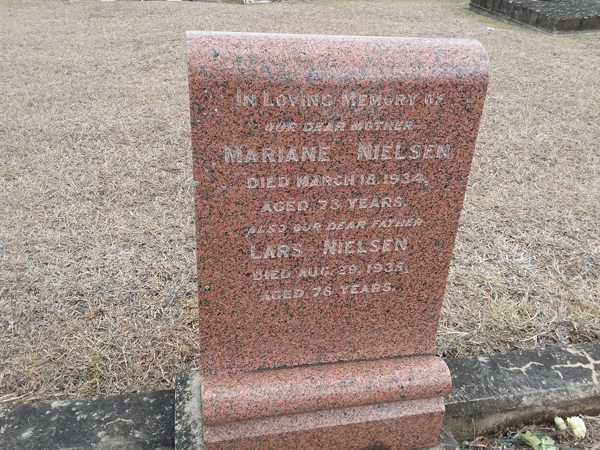 IN LOVING MEMORY OF
OUR DEAR MOTHER
MARIANE NIELSEN
DIED MARCH 18, 1934,
AGED 73 YEARS.
ALSO OUR DEAR FATHER
LARS NIELSEN
DIED AUG. 29, 1935,
AGED 78 YEARS.